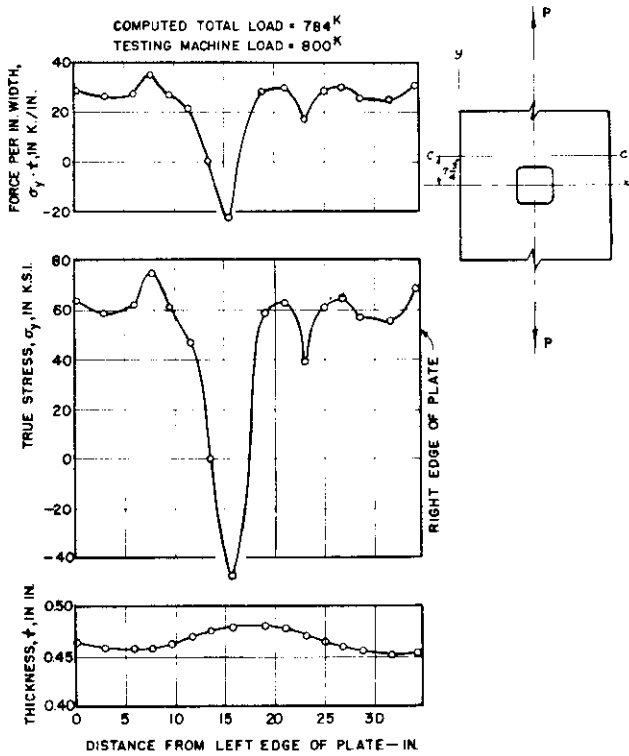 COMPUTED TOTAL LOAD = 784K
TESTING MACHINE LOAD = 800K
FORCE PER IN. WIDTH,
σy · t, IN K./IN.
40
20
0
-20
TRUE STRESS, σy, IN K.S.I.
80
60
40
20
0
-20
-40
RIGHT EDGE OF PLATE
THICKNESS, t, IN IN.
0.50
0.45
0.40
0 5 10 15 20 25 30
DISTANCE FROM LEFT EDGE OF PLATE — IN.
P
y
C C
x
P